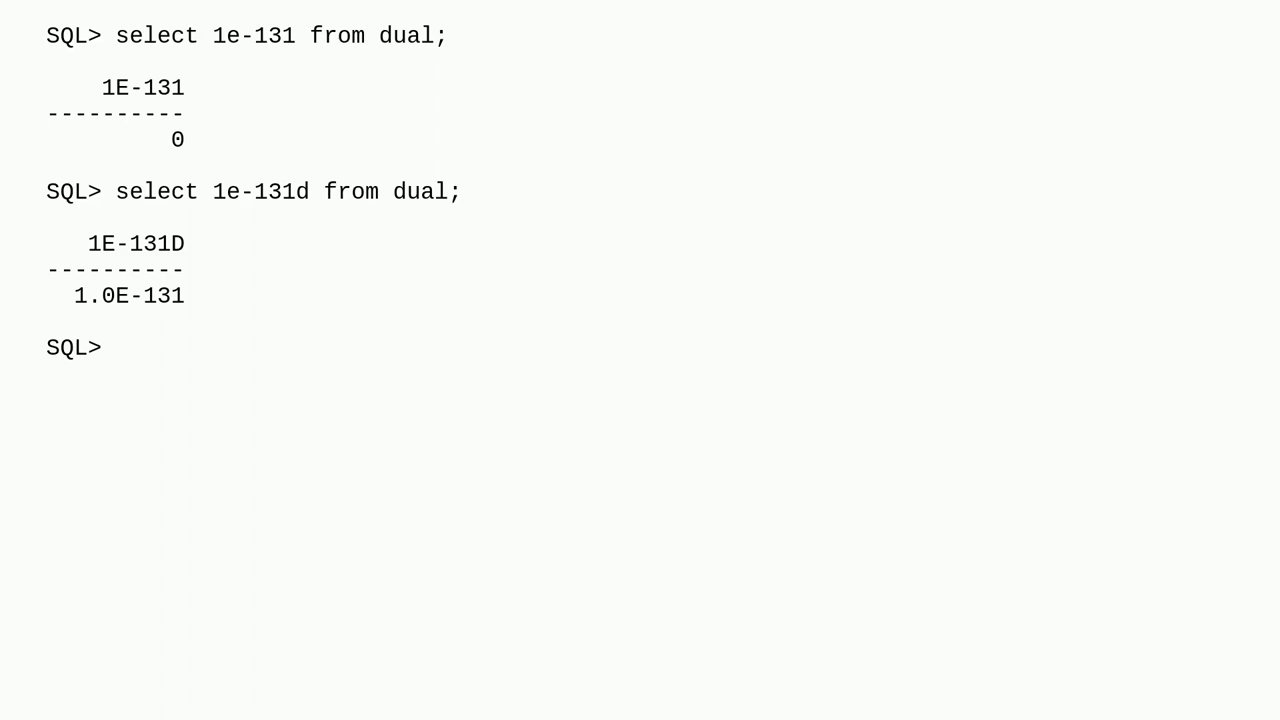 SQL> select 1e-131 from dual;
1E-131
----------
0
SQL> select 1e-131d from dual;
1E-131D
----------
1.0E-131
SQL>